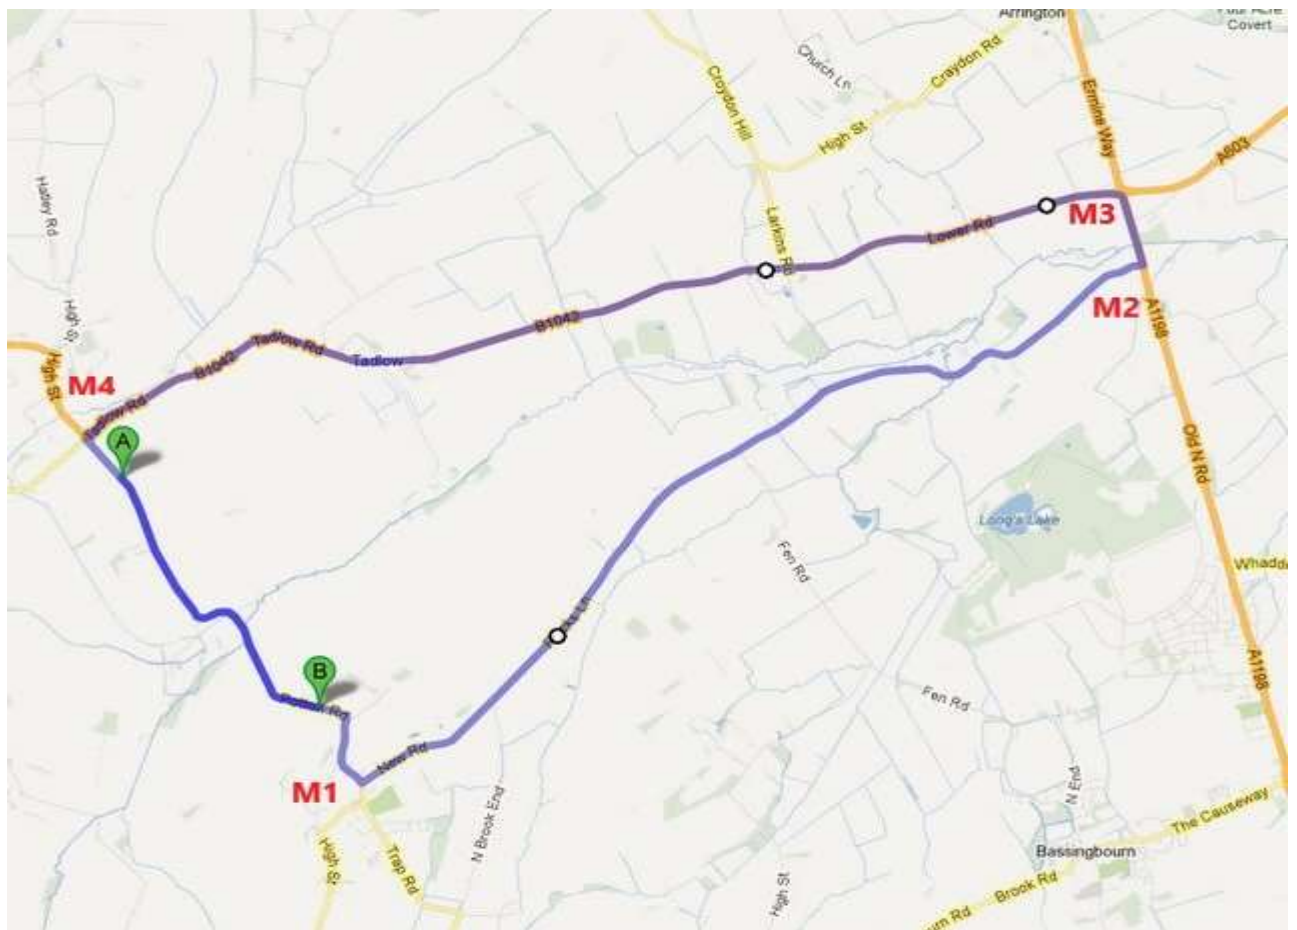 Arrington
Four Acre
Covert
Church Ln
Craydon Rd
Croydon Hill
High St
Ermine Way
A603
Hatley Rd
Larkins Rd
Lower Rd
M3
M2
A1198
High St
High St
B1042
Tadlow Rd
Tadlow
B1042
M4
Tadlow Rd
A
Old N Rd
Long's Lake
Fen Rd
B
Fen Rd
A1198
New Rd
M1
N Brook End
N End
The Causeway
Bassingbourn
High St
Trap Rd
High St
Brook Rd